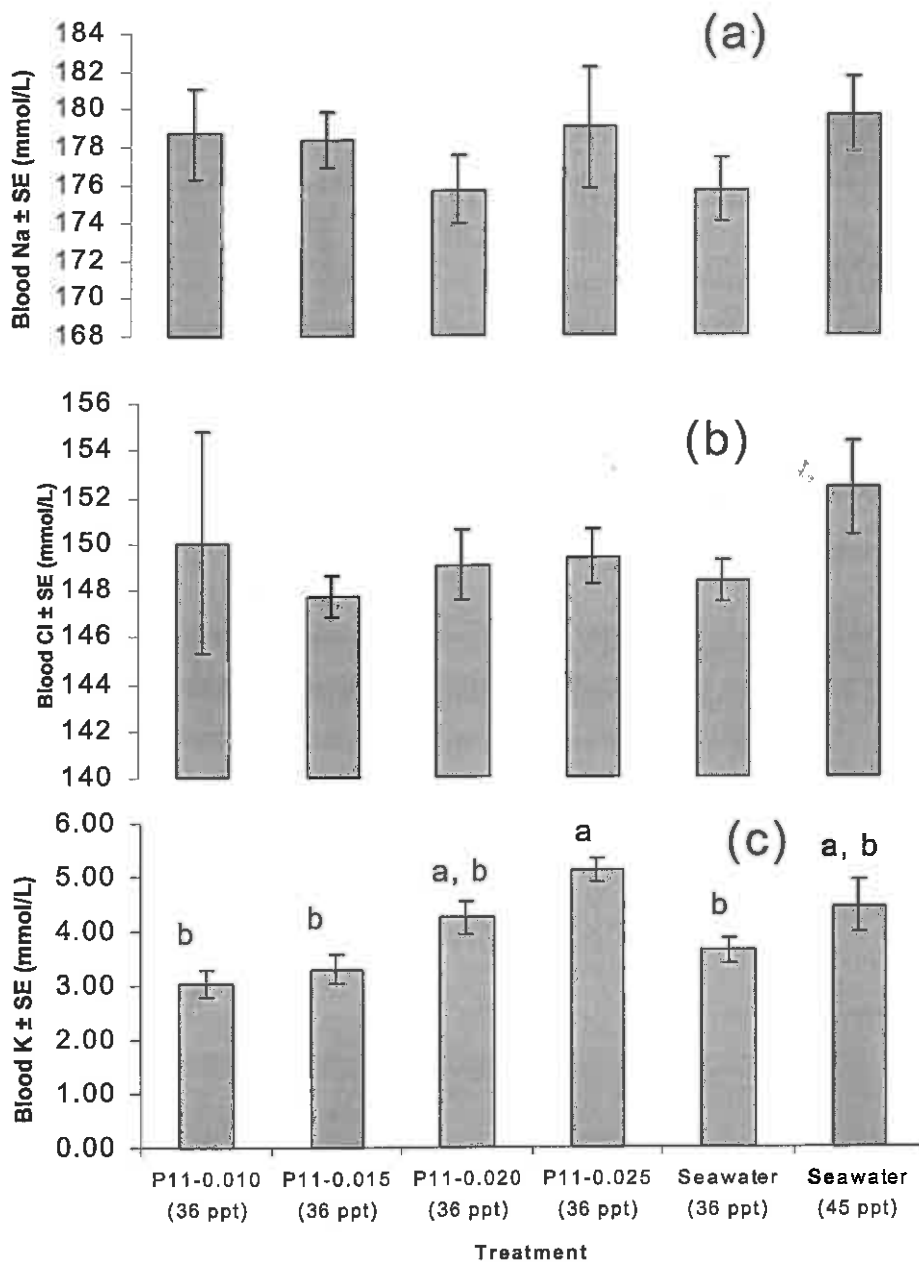 (a)
Blood Na ± SE (mmol/L)
184
182
180
178
176
174
172
170
168
(b)
Blood Cl ± SE (mmol/L)
156
154
152
150
148
146
144
142
140
(c)
Blood K ± SE (mmol/L)
6.00
5.00
4.00
3.00
2.00
1.00
0.00
b
b
a, b
a
b
a, b
P11-0.010 P11-0.015 P11-0.020 P11-0.025 Seawater Seawater
(36 ppt) (36 ppt) (36 ppt) (36 ppt) (36 ppt) (45 ppt)
Treatment